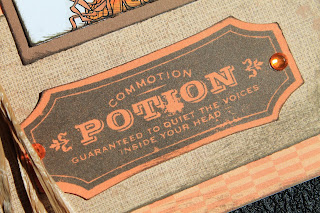 COMMOTION
POTION
GUARANTEED TO QUIET THE VOICES
INSIDE YOUR HEAD